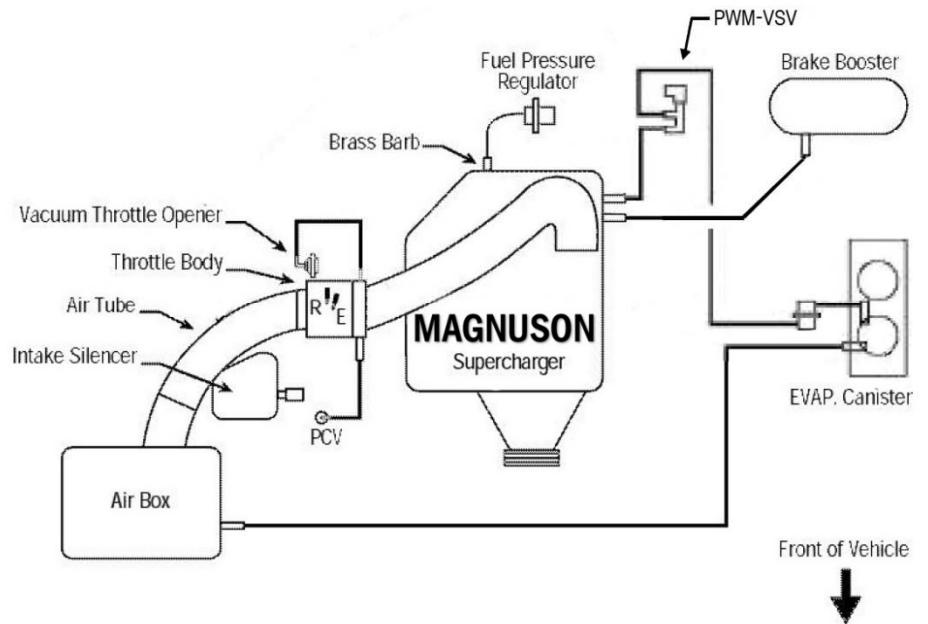 PWM-VSV
Fuel Pressure
Regulator
Brake Booster
Brass Barb
Vacuum Throttle Opener
Throttle Body
R E
Air Tube
MAGNUSON
Supercharger
Intake Silencer
PCV
EVAP. Canister
Air Box
Front of Vehicle